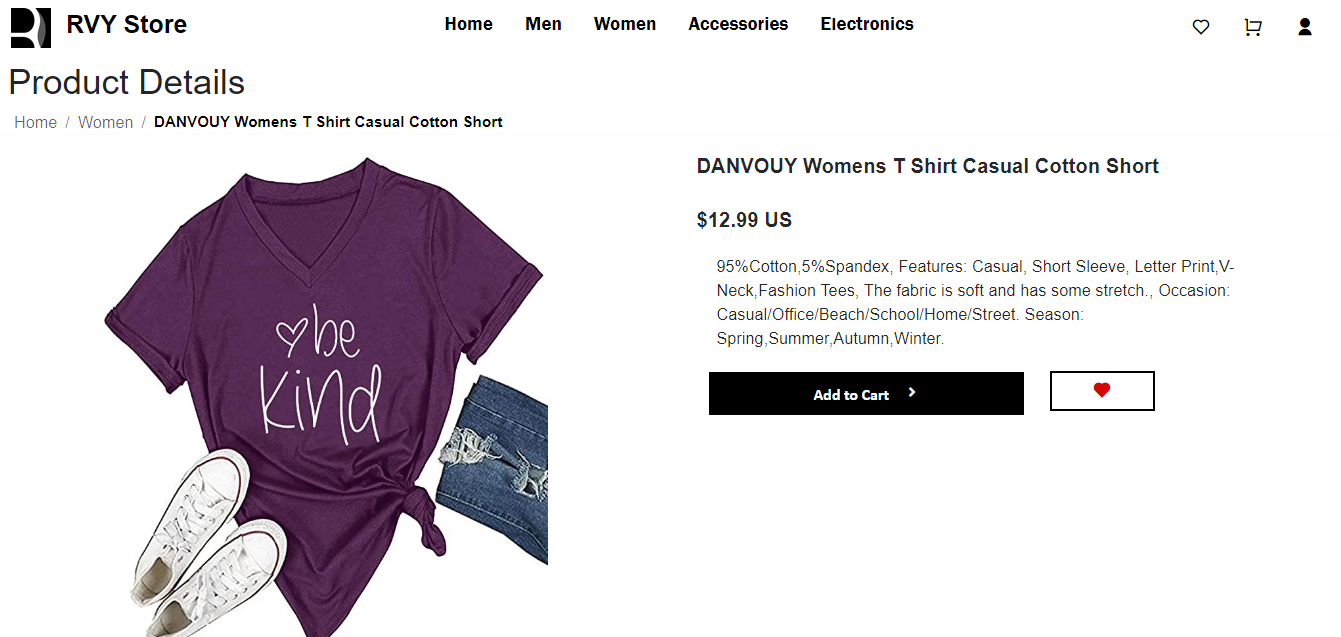 RVY Store
Home Men Women Accessories Electronics
Product Details
Home / Women / DANVOUY Womens T Shirt Casual Cotton Short
DANVOUY Womens T Shirt Casual Cotton Short
$12.99 US
95%Cotton,5%Spandex, Features: Casual, Short Sleeve, Letter Print,V-
Neck,Fashion Tees, The fabric is soft and has some stretch., Occasion:
Casual/Office/Beach/School/Home/Street. Season:
Spring,Summer,Autumn,Winter.
Add to Cart
be
kind